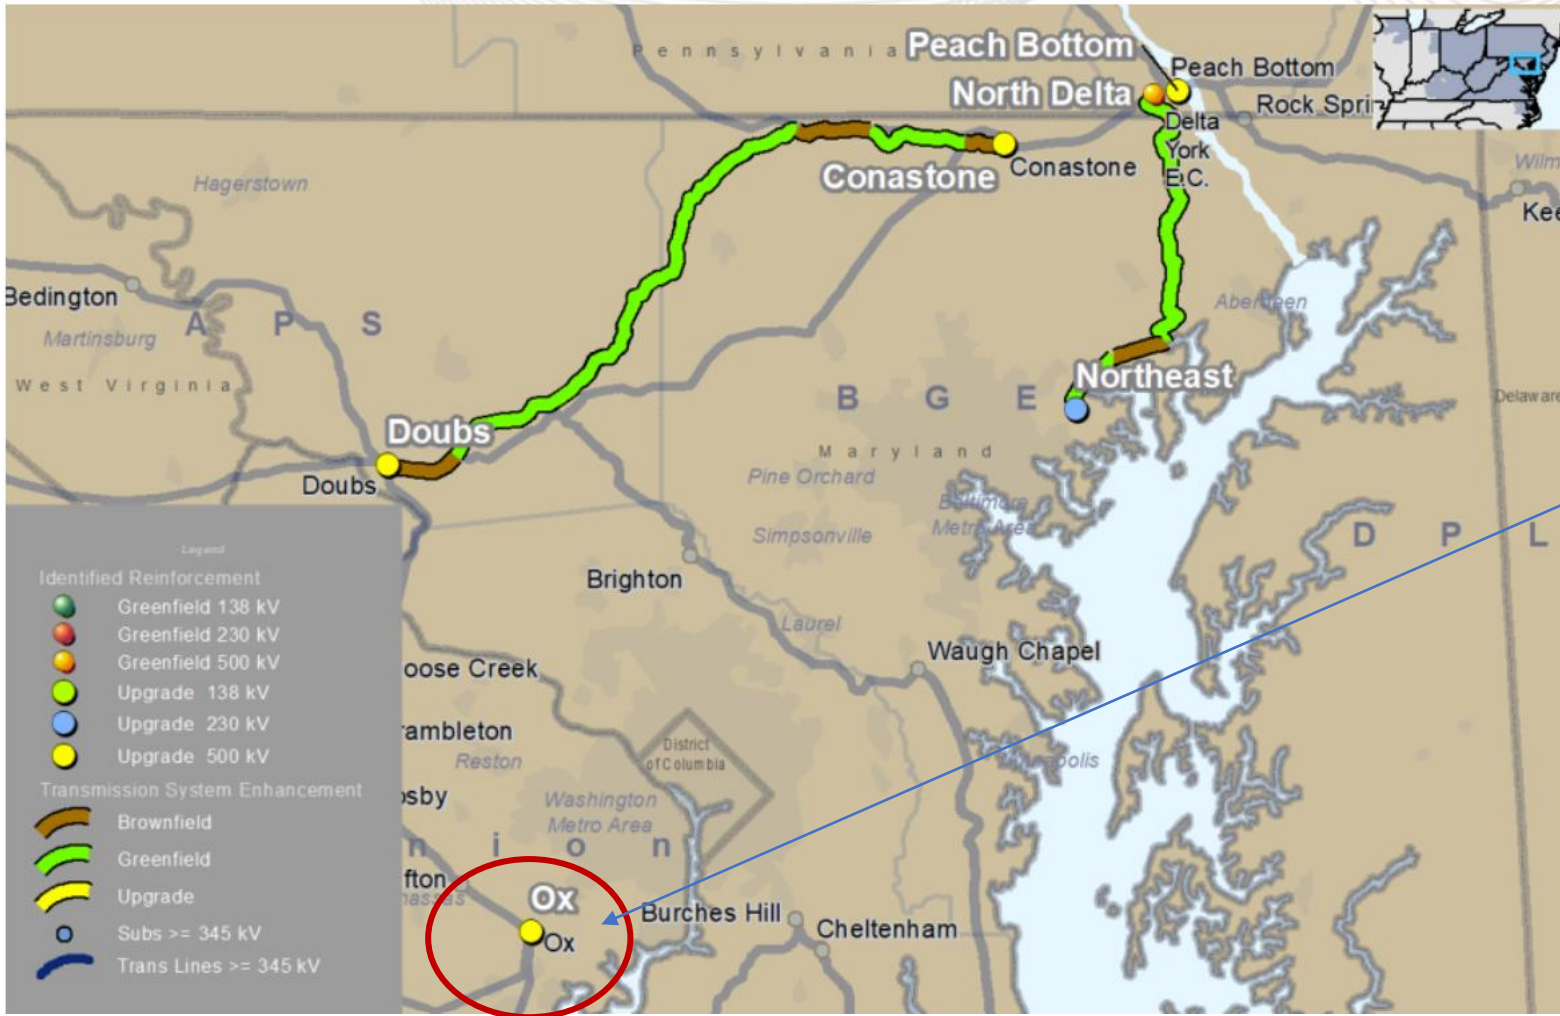 Pennsylvania
Peach Bottom
Peach Bottom
North Delta
Rock Spri
Delta
York
E.C.
Conastone
Conastone
Wilm
Hagerstown
Kee
Bedington
Martinsburg
A P S
Aberdeen
West Virginia
Northeast
B G E
Delaware
Doubs
Doubs
Maryland
Pine Orchard
Baltimore
Metro Area
Simpsonville
D P L
Brighton
Laurel
Waugh Chapel
oose Creek
rambleton
Reston
District
of Columbia
osby
Washington
Metro Area
n i o n
fton
Ox
Ox
Burches Hill
Cheltenham
Legend
Identified Reinforcement
Greenfield 138 kV
Greenfield 230 kV
Greenfield 500 kV
Upgrade 138 kV
Upgrade 230 kV
Upgrade 500 kV
Transmission System Enhancement
Brownfield
Greenfield
Upgrade
Subs >= 345 kV
Trans Lines >= 345 kV